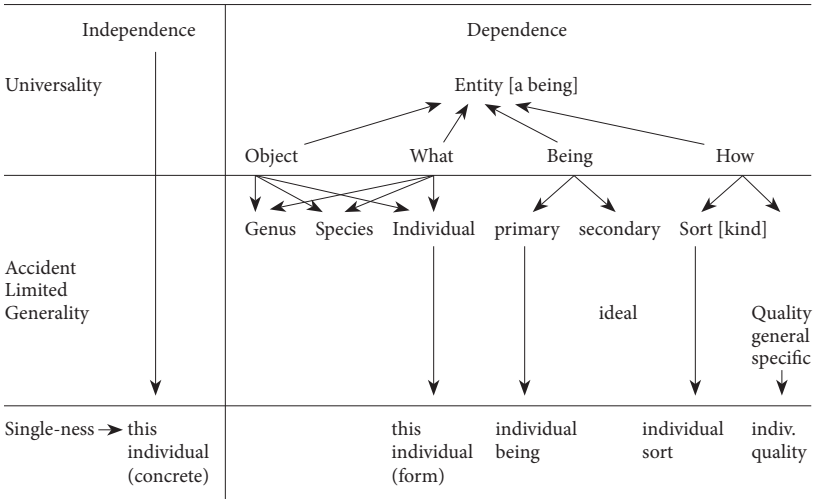 Independence
Dependence
Universality
Entity [a being]
Object
What
Being
How
Genus
Species
Individual
primary
secondary
Sort [kind]
Accident
Limited
Generality
ideal
Quality
general
specific
Single-ness
this
individual
(concrete)
this
individual
(form)
individual
being
individual
sort
indiv.
quality